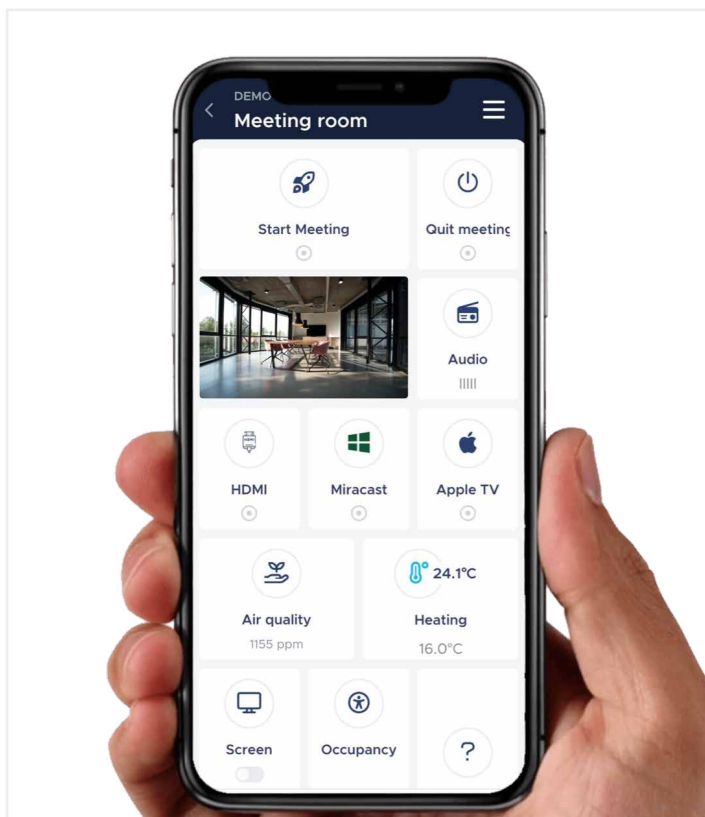 DEMO
Meeting room
Start Meeting
Quit meeting
Audio
HDMI
Miracast
Apple TV
24.1°C
Air quality
Heating
1155 ppm
16.0°C
Screen
Occupancy
?